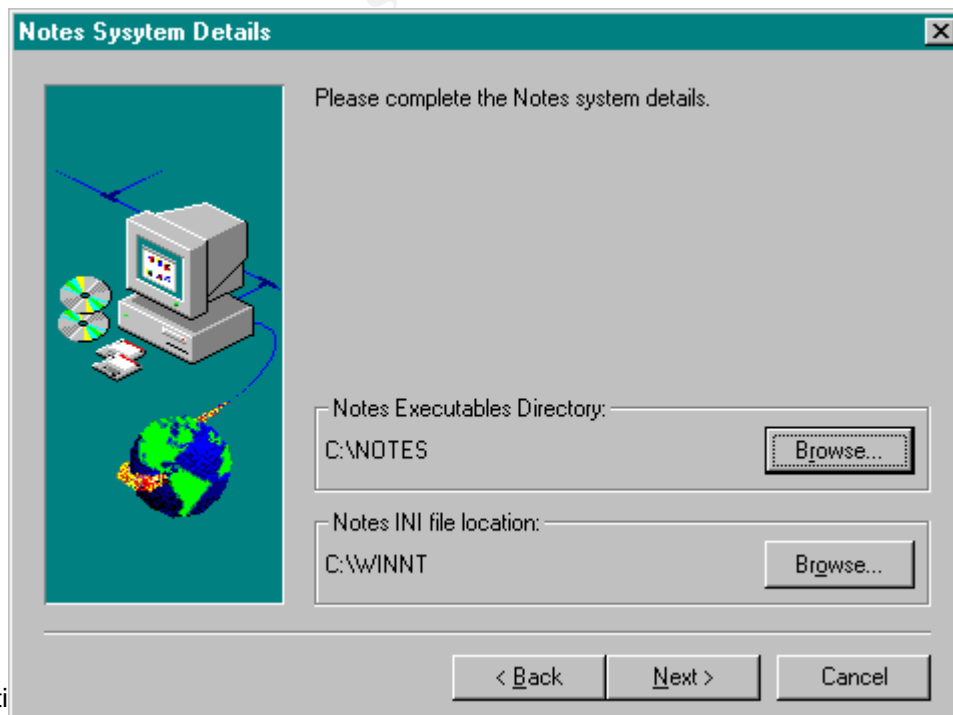 Notes Sysytem Details
Please complete the Notes system details.
Notes Executables Directory:
C:\NOTES
Browse...
Notes INI file location:
C:\WINNT
Browse...
< Back
Next >
Cancel